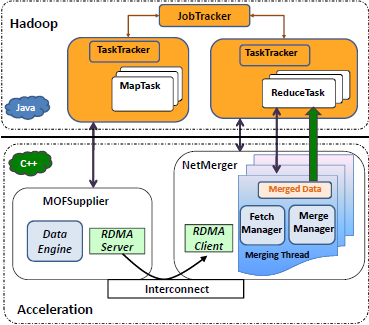 Hadoop
JobTracker
TaskTracker
MapTask
TaskTracker
ReduceTask
Java
C++
NetMerger
MOFSupplier
Data
Engine
RDMA
Server
RDMA
Client
Merged Data
Fetch
Manager
Merge
Manager
Merging Thread
Interconnect
Acceleration